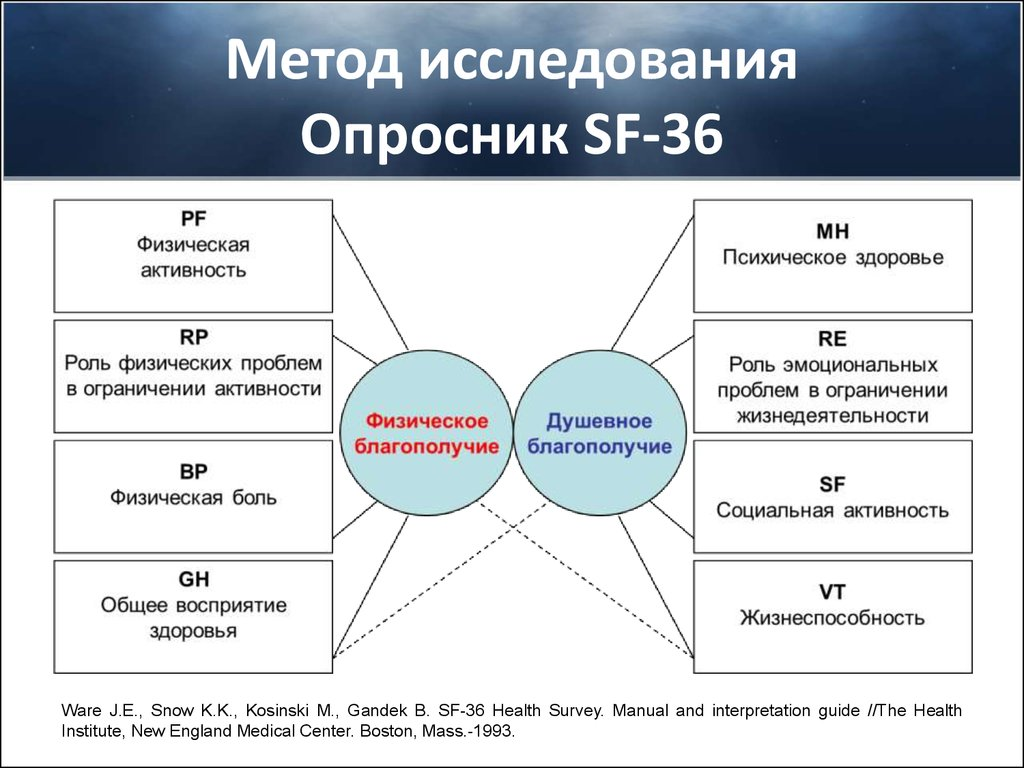 Метод исследования
Опросник SF-36
PF
Физическая
активность
RP
Роль физических проблем
в ограничении активности
BP
Физическая боль
GH
Общее восприятие
здоровья
Физическое
благополучие
Душевное
благополучие
MH
Психическое здоровье
RE
Роль эмоциональных
проблем в ограничении
жизнедеятельности
SF
Социальная активность
VT
Жизнеспособность
Ware J.E., Snow K.K., Kosinski M., Gandek B. SF-36 Health Survey. Manual and interpretation guide //The Health
Institute, New England Medical Center. Boston, Mass.-1993.